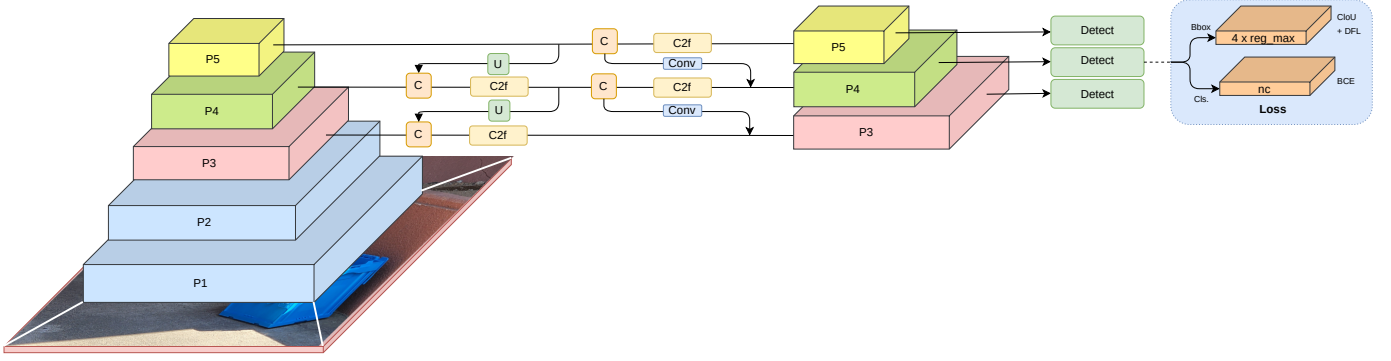 P5
P4
P3
P2
P1
U
C
C2f
U
C
C2f
C
C2f
Conv
C
C2f
Conv
P5
P4
P3
Detect
Detect
Detect
Bbox
4 x reg_max
CIoU
+ DFL
nc
BCE
Cls.
Loss